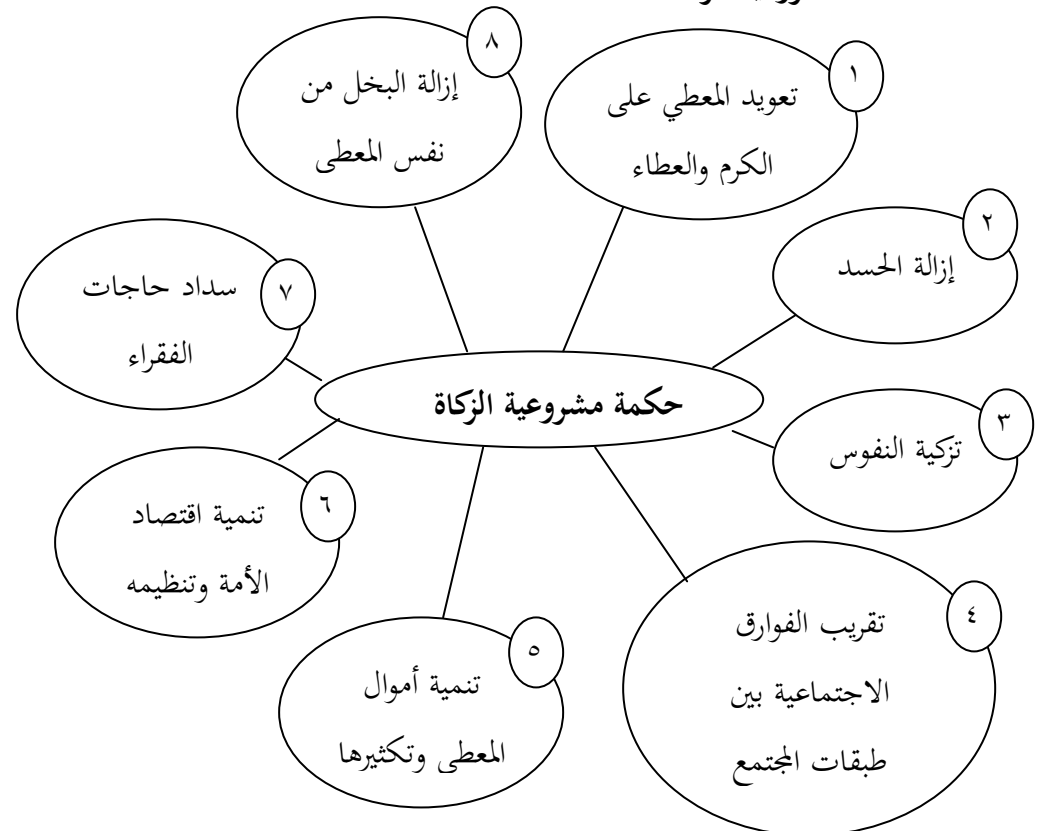 حكمة مشروعية الزكاة
١
تعويد المعطي على
الكرم والعطاء
٢
إزالة الحسد
٣
تزكية النفوس
٤
تقريب الفوارق
الاجتماعية بين
طبقات المجتمع
٥
تنمية أموال
المعطى وتكثيرها
٦
تنمية اقتصاد
الأمة وتنظيمه
٧
سداد حاجات
الفقراء
٨
إزالة البخل من
نفس المعطى